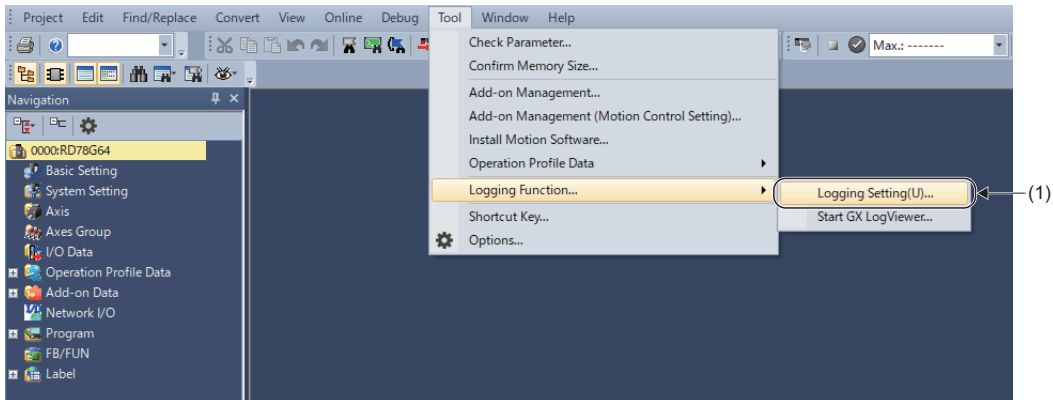 Project Edit Find/Replace Convert View Online Debug Tool Window Help
Max.: -------
Navigation
0000:RD78G64
Basic Setting
System Setting
Axis
Axes Group
I/O Data
Operation Profile Data
Add-on Data
Network I/O
Program
FB/FUN
Label
Check Parameter...
Confirm Memory Size...
Add-on Management...
Add-on Management (Motion Control Setting)...
Install Motion Software...
Operation Profile Data
Logging Function...
Shortcut Key...
Options...
Logging Setting(U)...
Start GX LogViewer...
(1)